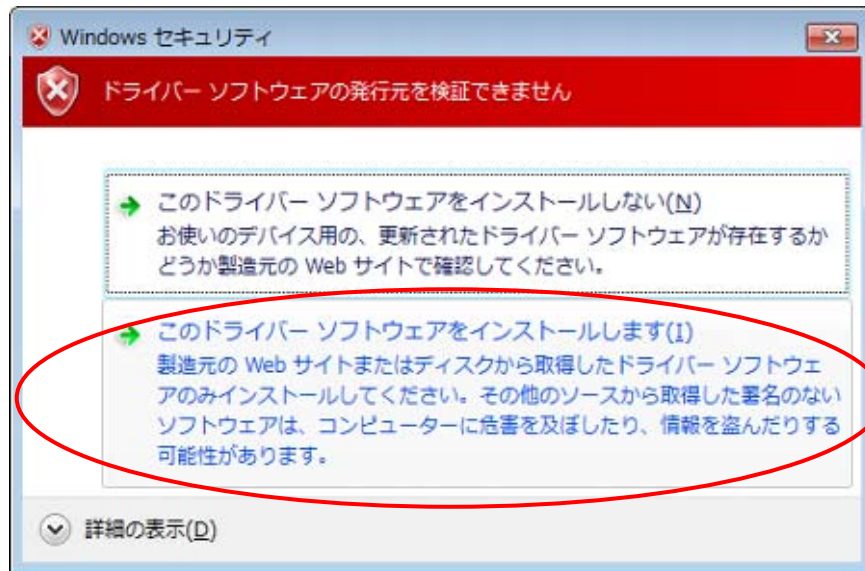 Windows セキュリティ
ドライバー ソフトウェアの発行元を検証できません
このドライバー ソフトウェアをインストールしない(N)
お使いのデバイス用の、更新されたドライバー ソフトウェアが存在するか
どうか製造元の Web サイトで確認してください。
このドライバー ソフトウェアをインストールします(I)
製造元の Web サイトまたはディスクから取得したドライバー ソフトウェ
アのみインストールしてください。その他のソースから取得した署名のない
ソフトウェアは、コンピューターに危害を及ぼしたり、情報を盗んだりする
可能性があります。
詳細の表示(D)